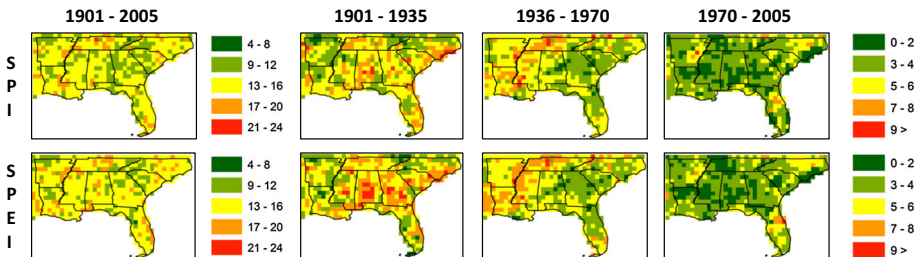 1901 - 2005
1901 - 1935
1936 - 1970
1970 - 2005
S
P
I
4 - 8
9 - 12
13 - 16
17 - 20
21 - 24
0 - 2
3 - 4
5 - 6
7 - 8
9 >
S
P
E
I
4 - 8
9 - 12
13 - 16
17 - 20
21 - 24
0 - 2
3 - 4
5 - 6
7 - 8
9 >